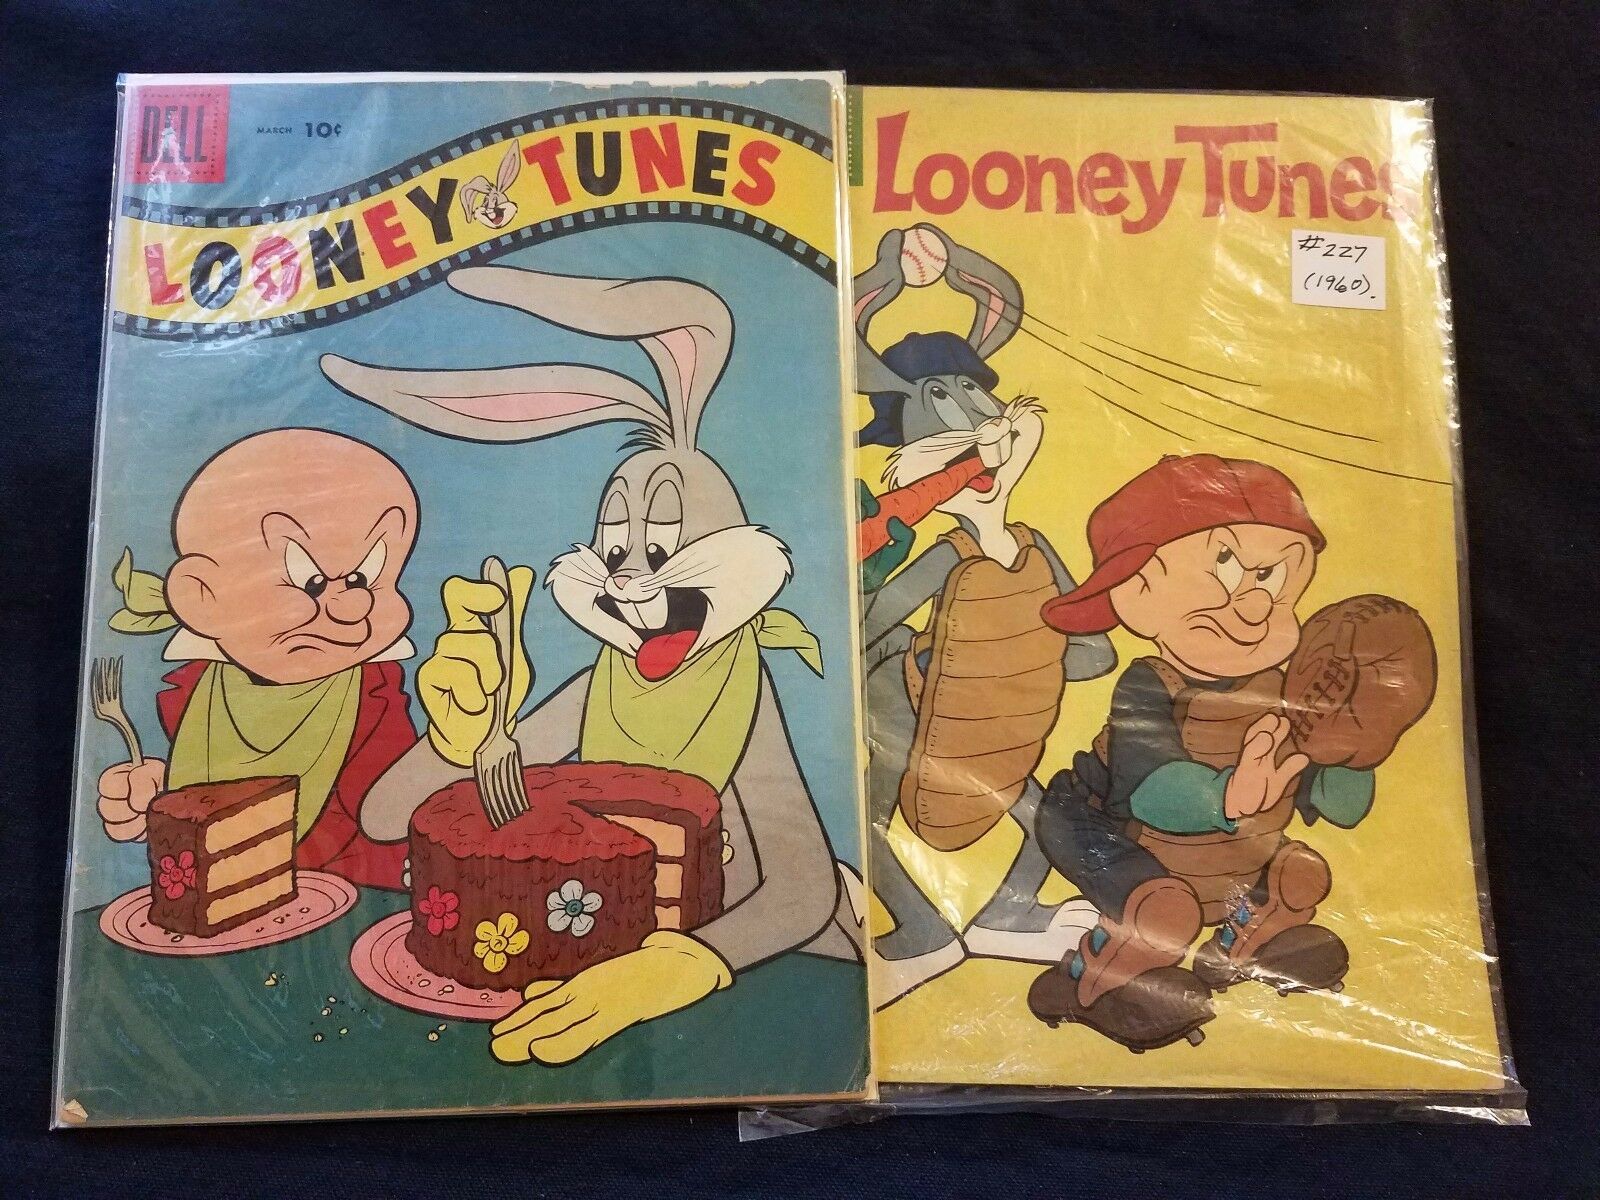 DELL
MARCH 10¢
LOONEY TUNES
Looney Tunes
#227
(1960).